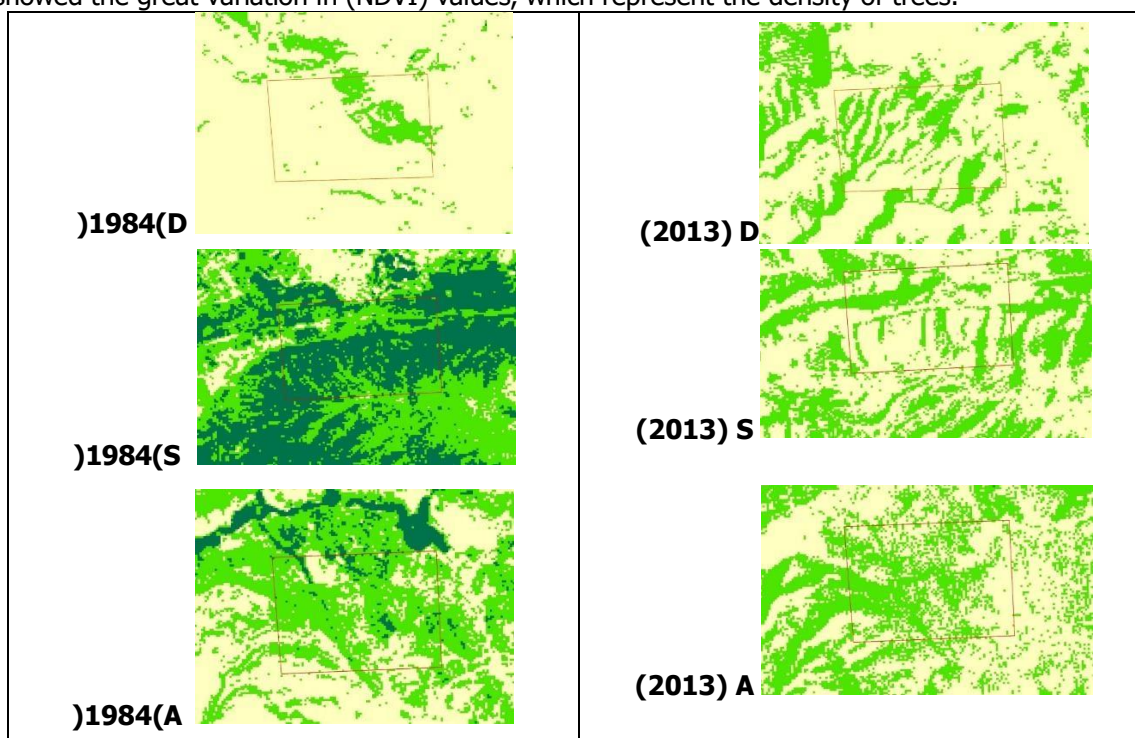 showed the great variation in (NDVI) values, which represent the density of trees.
)1984(D
(2013) D
)1984(S
(2013) S
)1984(A
(2013) A